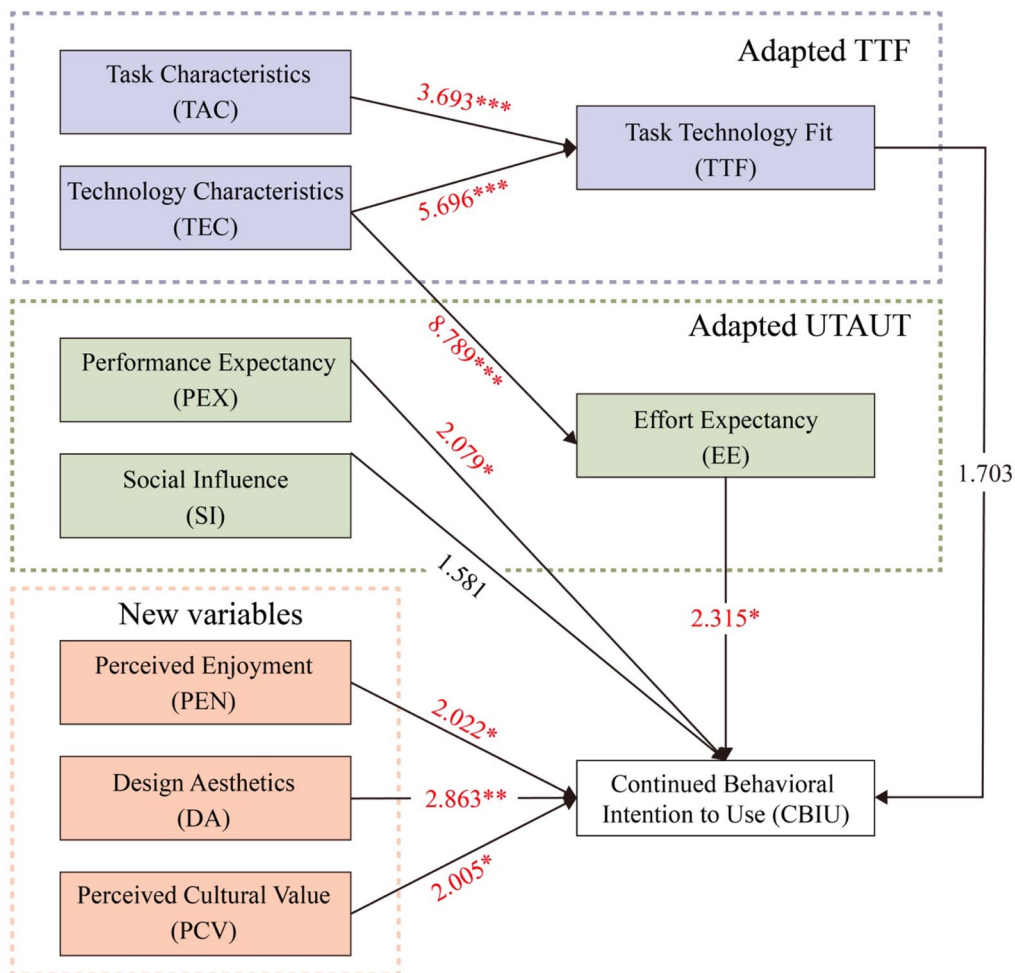 Adapted TTF
Task Characteristics
(TAC)
3.693***
Task Technology Fit
(TTF)
Technology Characteristics
(TEC)
5.696***
8.789***
Adapted UTAUT
Performance Expectancy
(PEX)
2.079*
Effort Expectancy
(EE)
Social Influence
(SI)
1.703
1.581
2.315*
New variables
Perceived Enjoyment
(PEN)
2.022*
Design Aesthetics
(DA)
2.863**
Continued Behavioral
Intention to Use (CBIU)
Perceived Cultural Value
(PCV)
2.005*